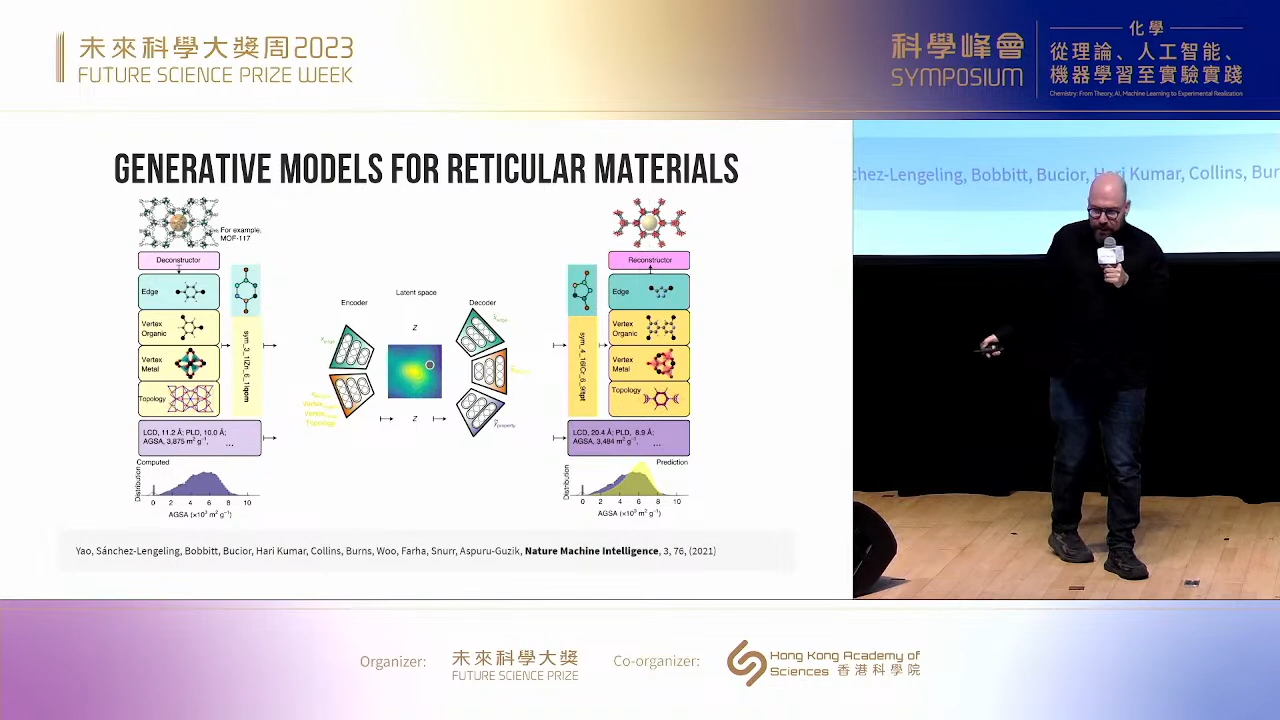 未來科學大獎周2023
FUTURE SCIENCE PRIZE WEEK
科學峰會
SYMPOSIUM
化學
從理論、人工智能、
機器學習至實驗實踐
Chemistry: From Theory, AI, Machine Learning to Experimental Realization
GENERATIVE MODELS FOR RETICULAR MATERIALS
For example,
MOF-117
Deconstructor
Edge
Vertex
Organic
Vertex
Metal
Topology
LCD, 11.2 Å; PLD, 10.0 Å;
AGSA, 3,875 m² g⁻¹, ...
Computed
Distribution
0 2 4 6 8 10
AGSA (×10³ m² g⁻¹)
Encoder
Latent space
Decoder
Z
Z
Topology
Reconstructor
Edge
Vertex
Organic
Vertex
Metal
Topology
LCD, 20.4 Å; PLD, 8.9 Å;
AGSA, 3,484 m² g⁻¹, ...
Prediction
Distribution
0 2 4 6 8 10
AGSA (×10³ m² g⁻¹)
Yao, Sánchez-Lengeling, Bobbitt, Bucior, Hari Kumar, Collins, Burns, Woo, Farha, Snurr, Aspuru-Guzik, Nature Machine Intelligence, 3, 76, (2021)
chez-Lengeling, Bobbitt, Bucior, Hari Kumar, Collins, Bur
Organizer:
未來科學大獎
FUTURE SCIENCE PRIZE
Co-organizer:
Hong Kong Academy of
Sciences 香港科學院